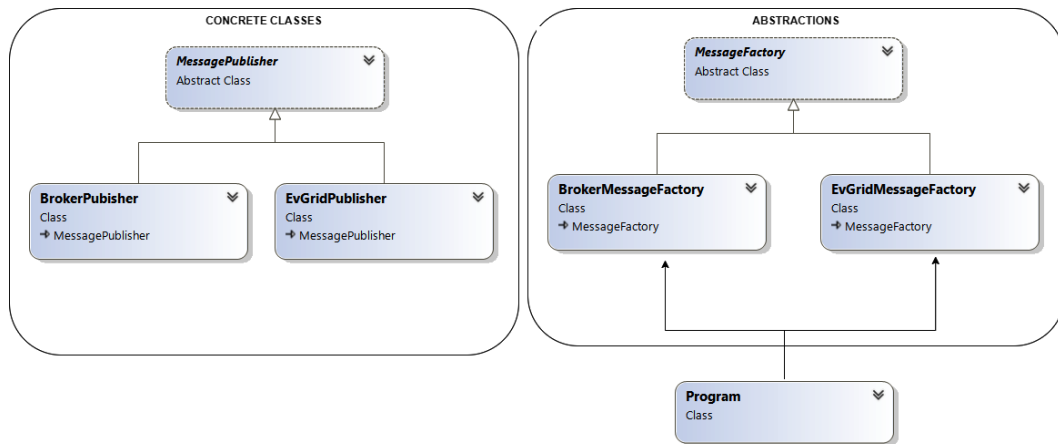 CONCRETE CLASSES
MessagePublisher
Abstract Class
BrokerPubisher
Class
MessagePublisher
EvGridPublisher
Class
MessagePublisher
ABSTRACTIONS
MessageFactory
Abstract Class
BrokerMessageFactory
Class
MessageFactory
EvGridMessageFactory
Class
MessageFactory
Program
Class